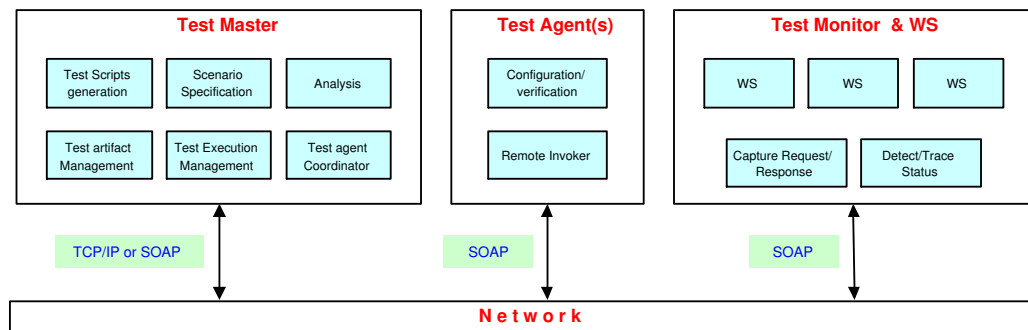 Test Master
Test Scripts
generation
Scenario
Specification
Analysis
Test artifact
Management
Test Execution
Management
Test agent
Coordinator
Test Agent(s)
Configuration/
verification
Remote Invoker
Test Monitor & WS
WS
WS
WS
Capture Request/
Response
Detect/Trace
Status
TCP/IP or SOAP
SOAP
SOAP
Network